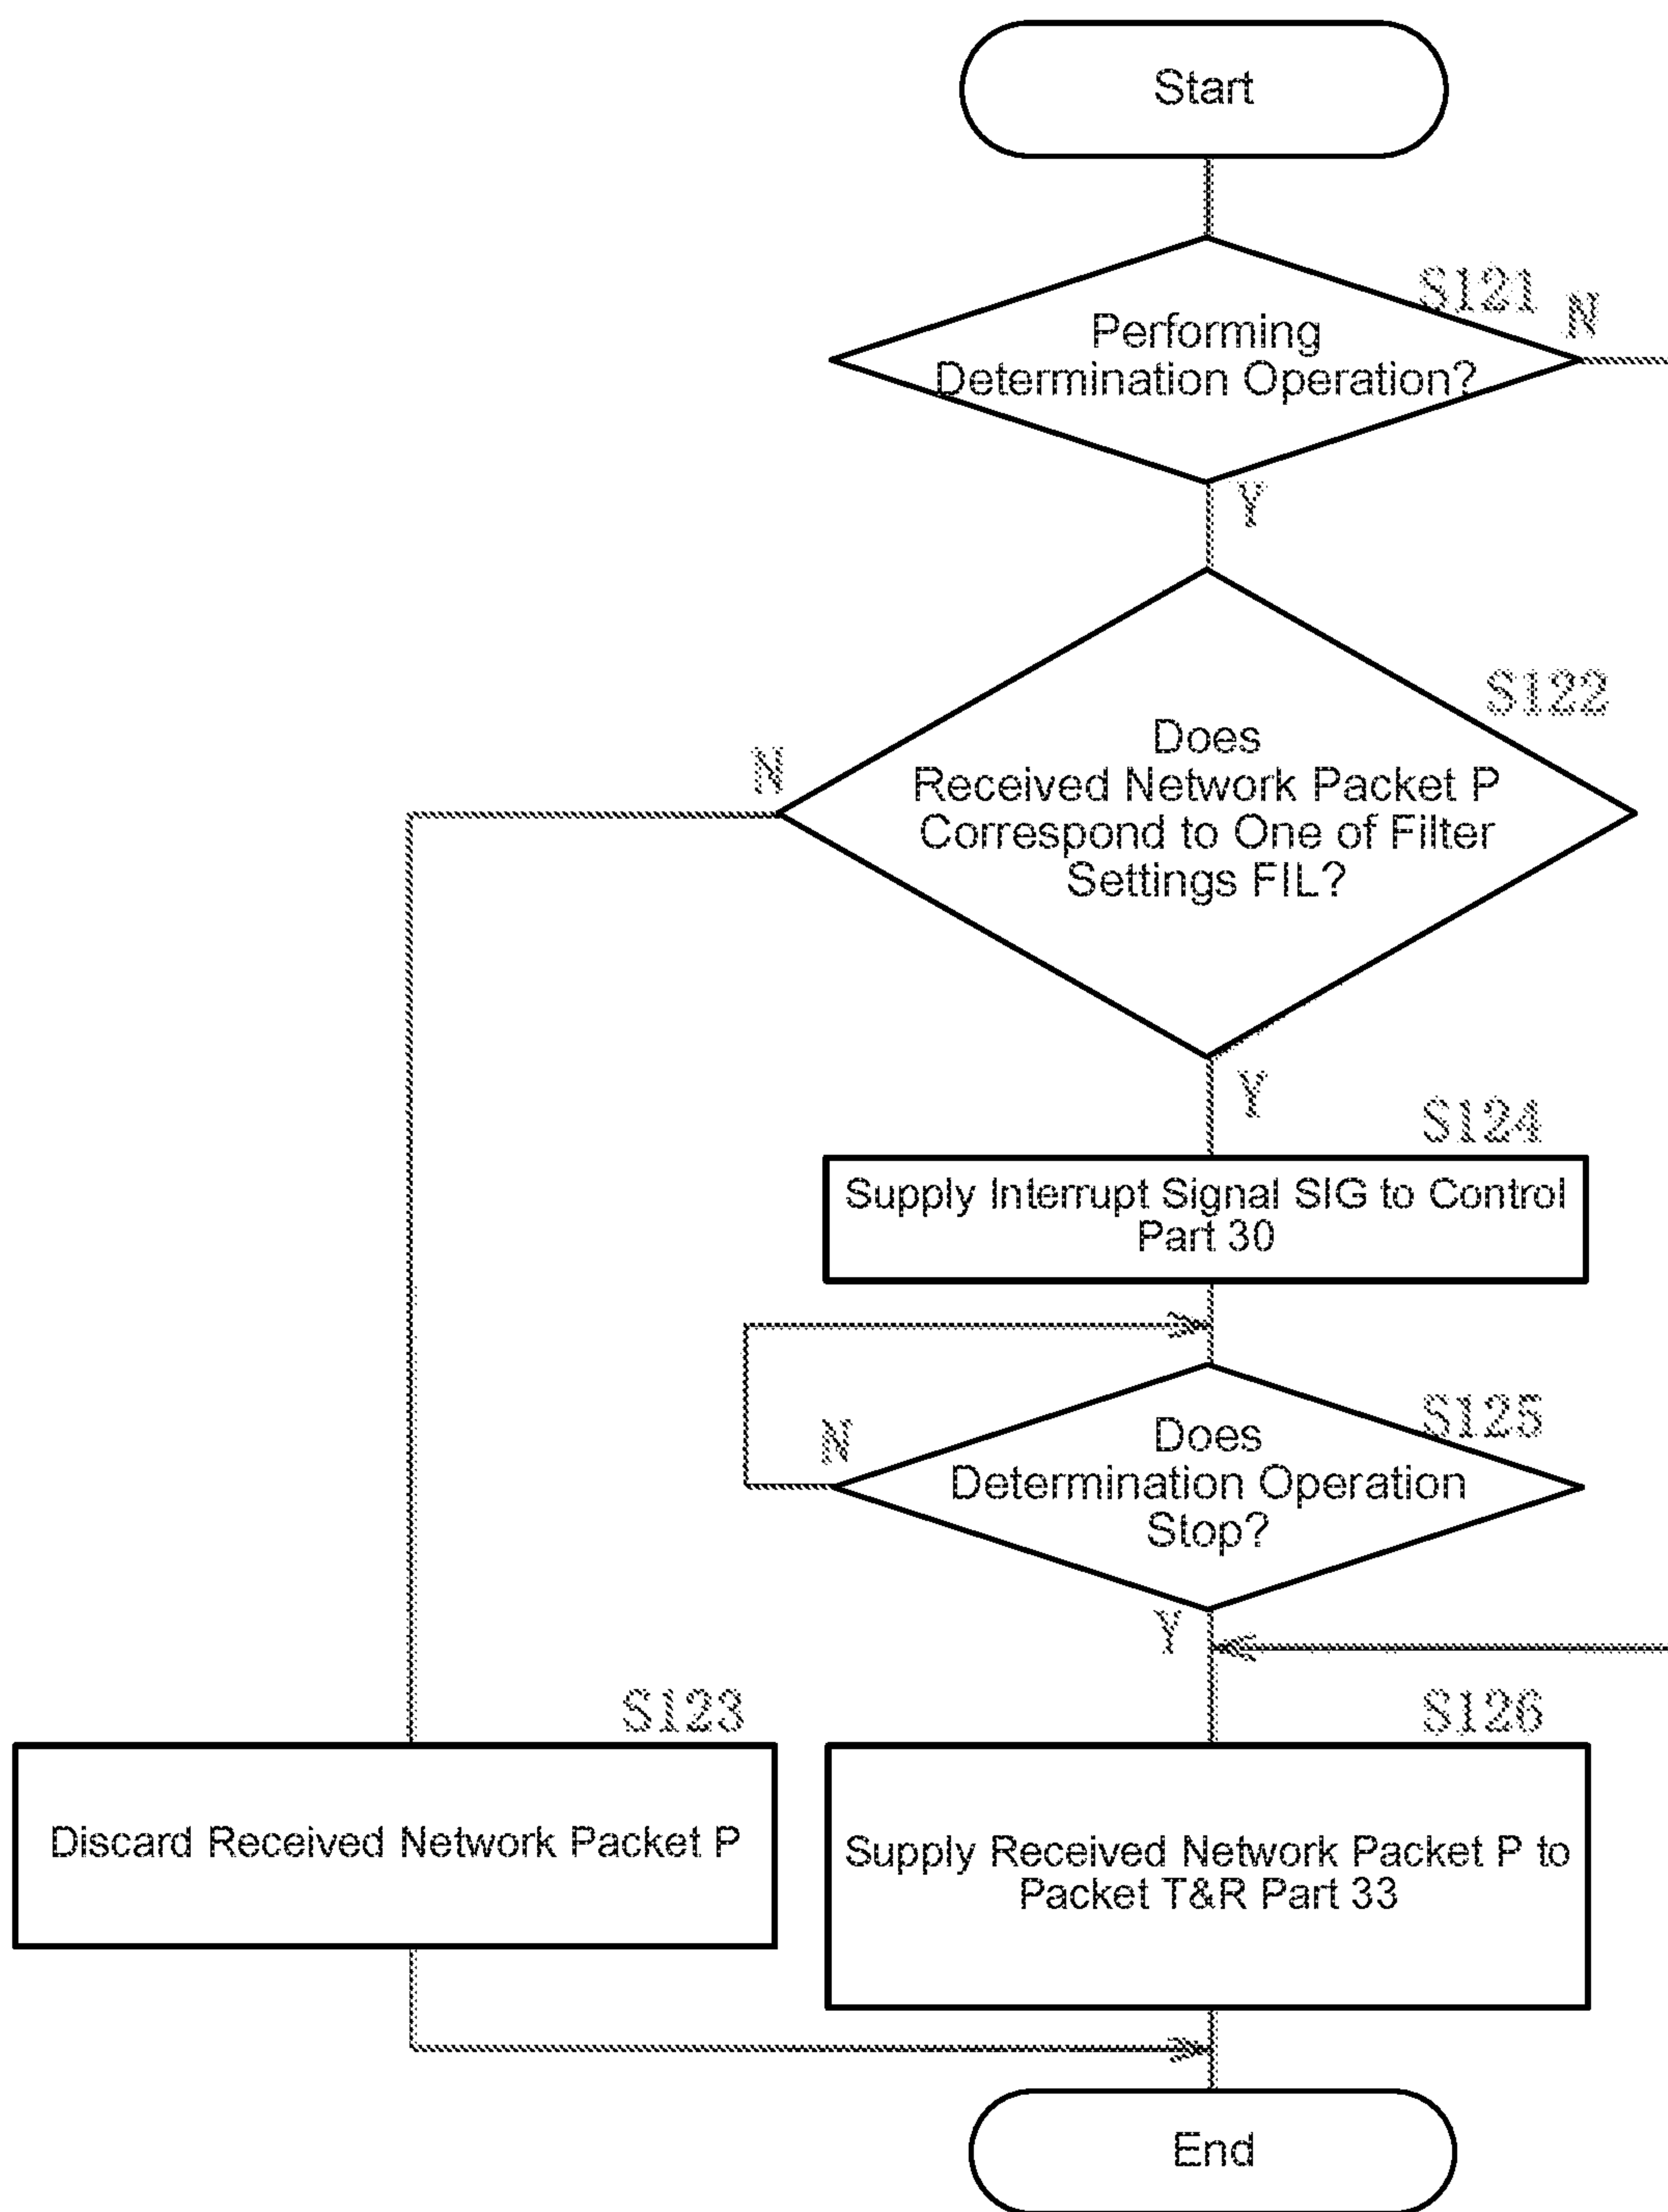 Start
S121
N
Performing
Determination Operation?
Y
S122
N
Does
Received Network Packet P
Correspond to One of Filter
Settings FIL?
Y
S124
Supply Interrupt Signal SIG to Control
Part 30
S125
N
Does
Determination Operation
Stop?
Y
S123
S126
Discard Received Network Packet P
Supply Received Network Packet P to
Packet T&R Part 33
End